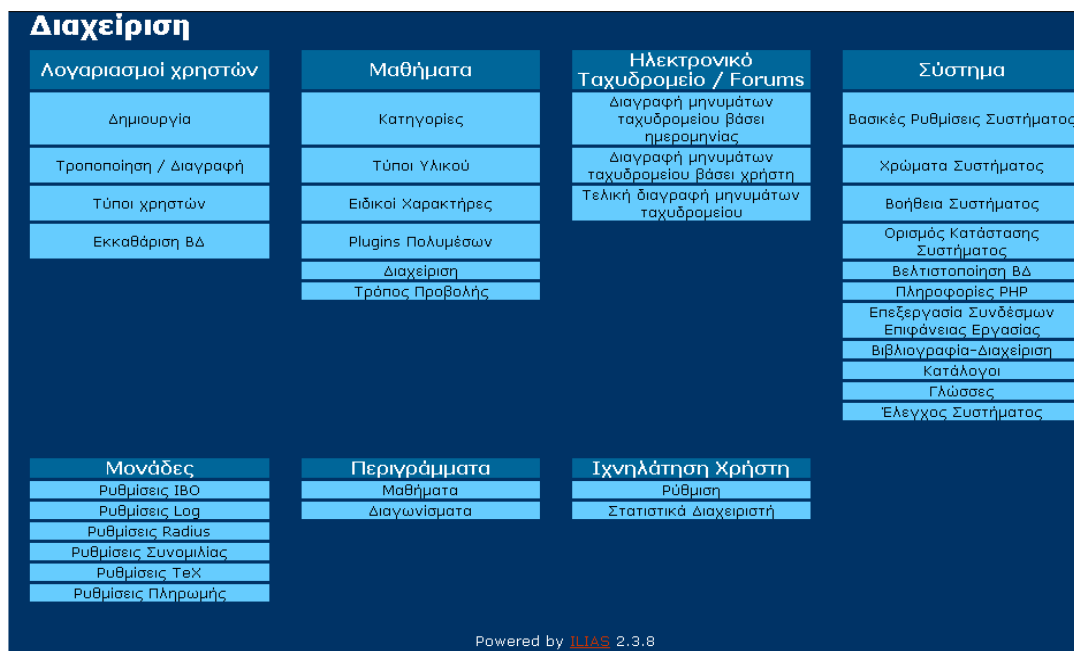 Διαχείριση
Λογαριασμοί χρηστών
Δημιουργία
Τροποποίηση / Διαγραφή
Τύποι χρηστών
Εκκαθάριση ΒΔ
Μαθήματα
Κατηγορίες
Τύποι Υλικού
Ειδικοί Χαρακτήρες
Plugins Πολυμέσων
Διαχείριση
Τρόπος Προβολής
Ηλεκτρονικό
Ταχυδρομείο / Forums
Διαγραφή μηνυμάτων
ταχυδρομείου βάσει
ημερομηνίας
Διαγραφή μηνυμάτων
ταχυδρομείου βάσει χρήστη
Τελική διαγραφή μηνυμάτων
ταχυδρομείου
Σύστημα
Βασικές Ρυθμίσεις Συστήματος
Χρώματα Συστήματος
Βοήθεια Συστήματος
Ορισμός Κατάστασης
Συστήματος
Βελτιστοποίηση ΒΔ
Πληροφορίες PHP
Επεξεργασία Συνδέσμων
Επιφάνειας Εργασίας
Βιβλιογραφία-Διαχείριση
Κατάλογοι
Γλώσσες
Έλεγχος Συστήματος
Μονάδες
Ρυθμίσεις IBO
Ρυθμίσεις Log
Ρυθμίσεις Radius
Ρυθμίσεις Συνομιλίας
Ρυθμίσεις TeX
Ρυθμίσεις Πληρωμής
Περιγράμματα
Μαθήματα
Διαγωνίσματα
Ιχνηλάτηση Χρήστη
Ρύθμιση
Στατιστικά Διαχειριστή
Powered by ILIAS 2.3.8